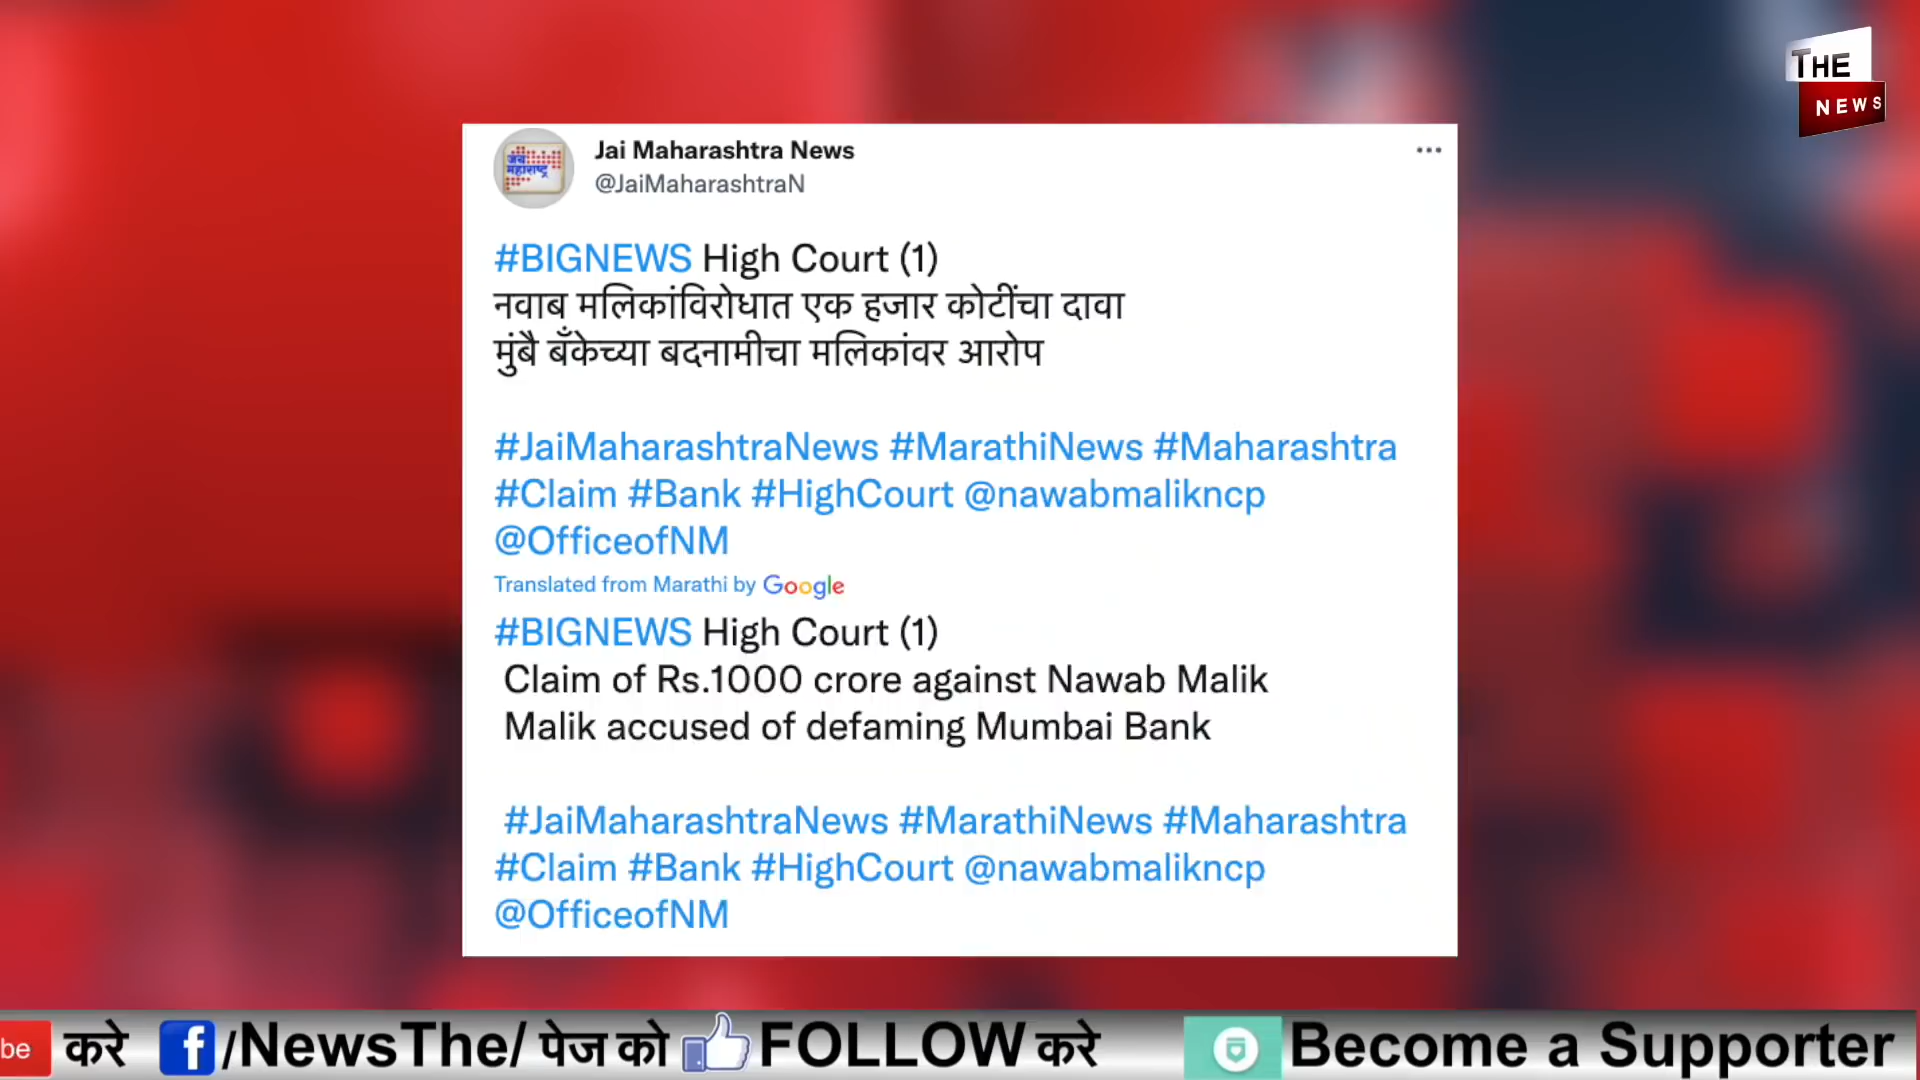 THE
NEWS
जय
महाराष्ट्र
Jai Maharashtra News
@JaiMaharashtraN
#BIGNEWS High Court (1)
नवाब मलिकांविरोधात एक हजार कोटींचा दावा
मुंबै बँकेच्या बदनामीचा मलिकांवर आरोप
#JaiMaharashtraNews #MarathiNews #Maharashtra
#Claim #Bank #HighCourt @nawabmalikncp
@OfficeofNM
Translated from Marathi by Google
#BIGNEWS High Court (1)
Claim of Rs.1000 crore against Nawab Malik
Malik accused of defaming Mumbai Bank
#JaiMaharashtraNews #MarathiNews #Maharashtra
#Claim #Bank #HighCourt @nawabmalikncp
@OfficeofNM
be करे f/NewsThe/ पेज को FOLLOW करे Become a Supporter